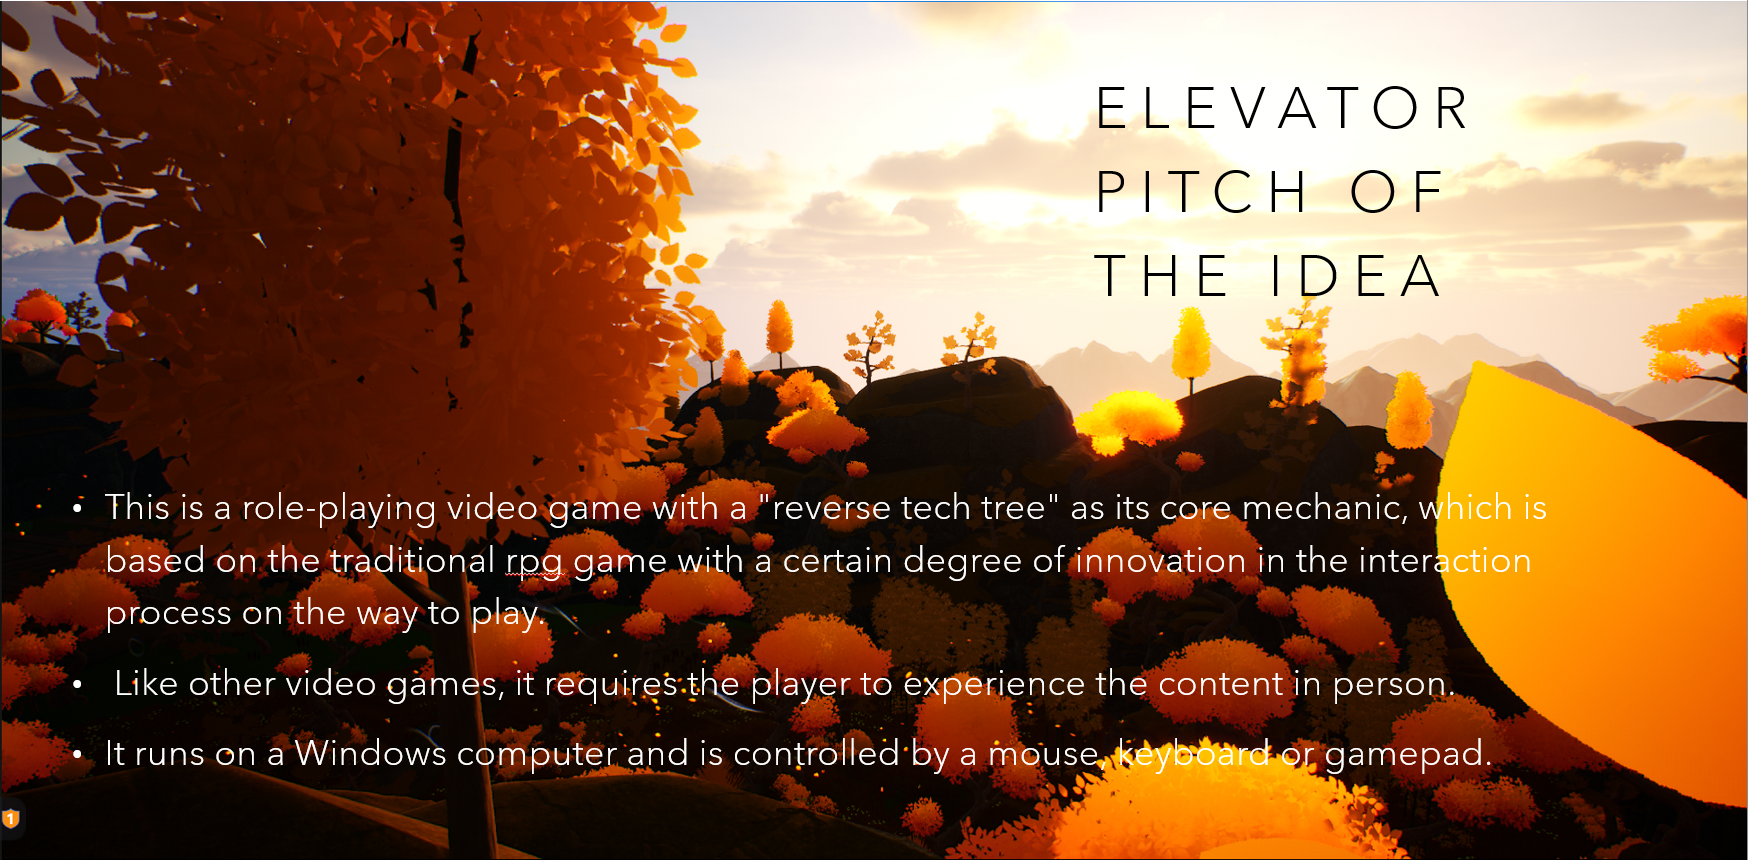 ELEVATOR
PITCH OF
THE IDEA
• This is a role-playing video game with a "reverse tech tree" as its core mechanic, which is
based on the traditional rpg game with a certain degree of innovation in the interaction
process on the way to play.
• Like other video games, it requires the player to experience the content in person.
• It runs on a Windows computer and is controlled by a mouse, keyboard or gamepad.
1